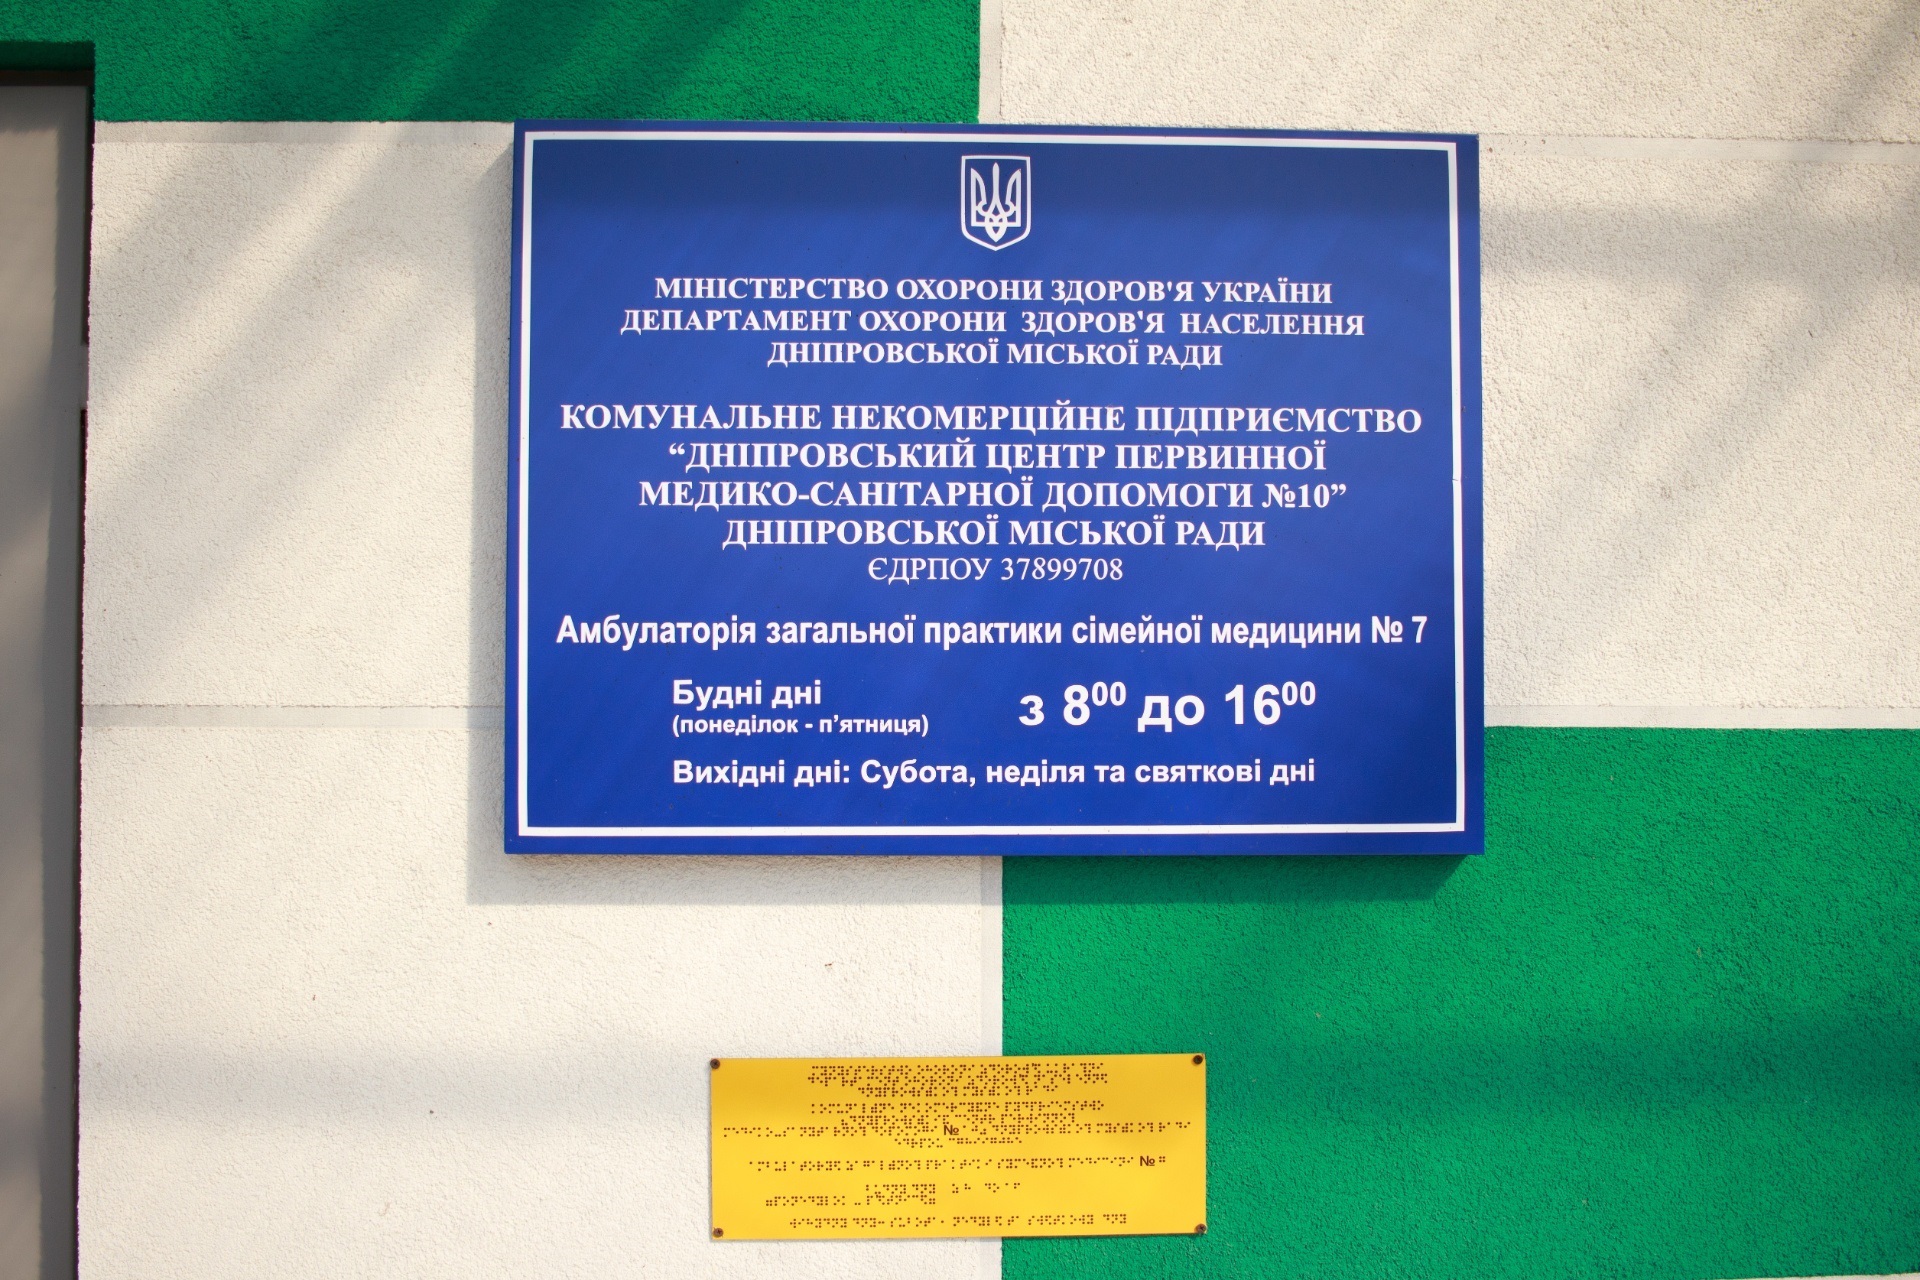 МІНІСТЕРСТВО ОХОРОНИ ЗДОРОВ'Я УКРАЇНИ
ДЕПАРТАМЕНТ ОХОРОНИ ЗДОРОВ'Я НАСЕЛЕННЯ
ДНІПРОВСЬКОЇ МІСЬКОЇ РАДИ
КОМУНАЛЬНЕ НЕКОМЕРЦІЙНЕ ПІДПРИЄМСТВО
“ДНІПРОВСЬКИЙ ЦЕНТР ПЕРВИННОЇ
МЕДИКО-САНІТАРНОЇ ДОПОМОГИ №10”
ДНІПРОВСЬКОЇ МІСЬКОЇ РАДИ
ЄДРПОУ 37899708
Амбулаторія загальної практики сімейної медицини № 7
Будні дні з 8⁰⁰ до 16⁰⁰
(понеділок - п’ятниця)
Вихідні дні: Субота, неділя та святкові дні
№
№